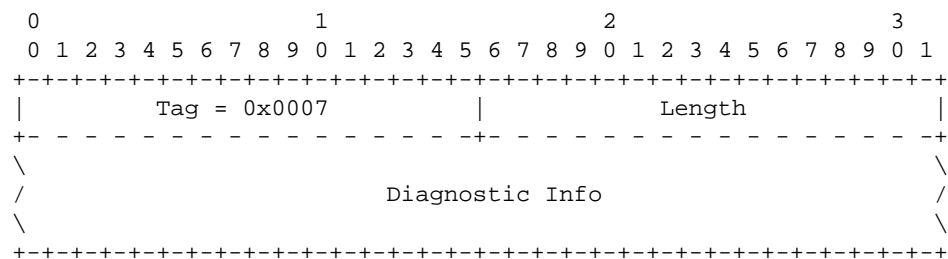 0                   1                   2                   3
 0 1 2 3 4 5 6 7 8 9 0 1 2 3 4 5 6 7 8 9 0 1 2 3 4 5 6 7 8 9 0 1
+-+-+-+-+-+-+-+-+-+-+-+-+-+-+-+-+-+-+-+-+-+-+-+-+-+-+-+-+-+-+-+-+
|         Tag = 0x0007          |            Length             |
+- - - - - - - - - - - - - - - -+- - - - - - - - - - - - - - - -+
\                                                               \
/                        Diagnostic Info                        /
\                                                               \
+-+-+-+-+-+-+-+-+-+-+-+-+-+-+-+-+-+-+-+-+-+-+-+-+-+-+-+-+-+-+-+-+